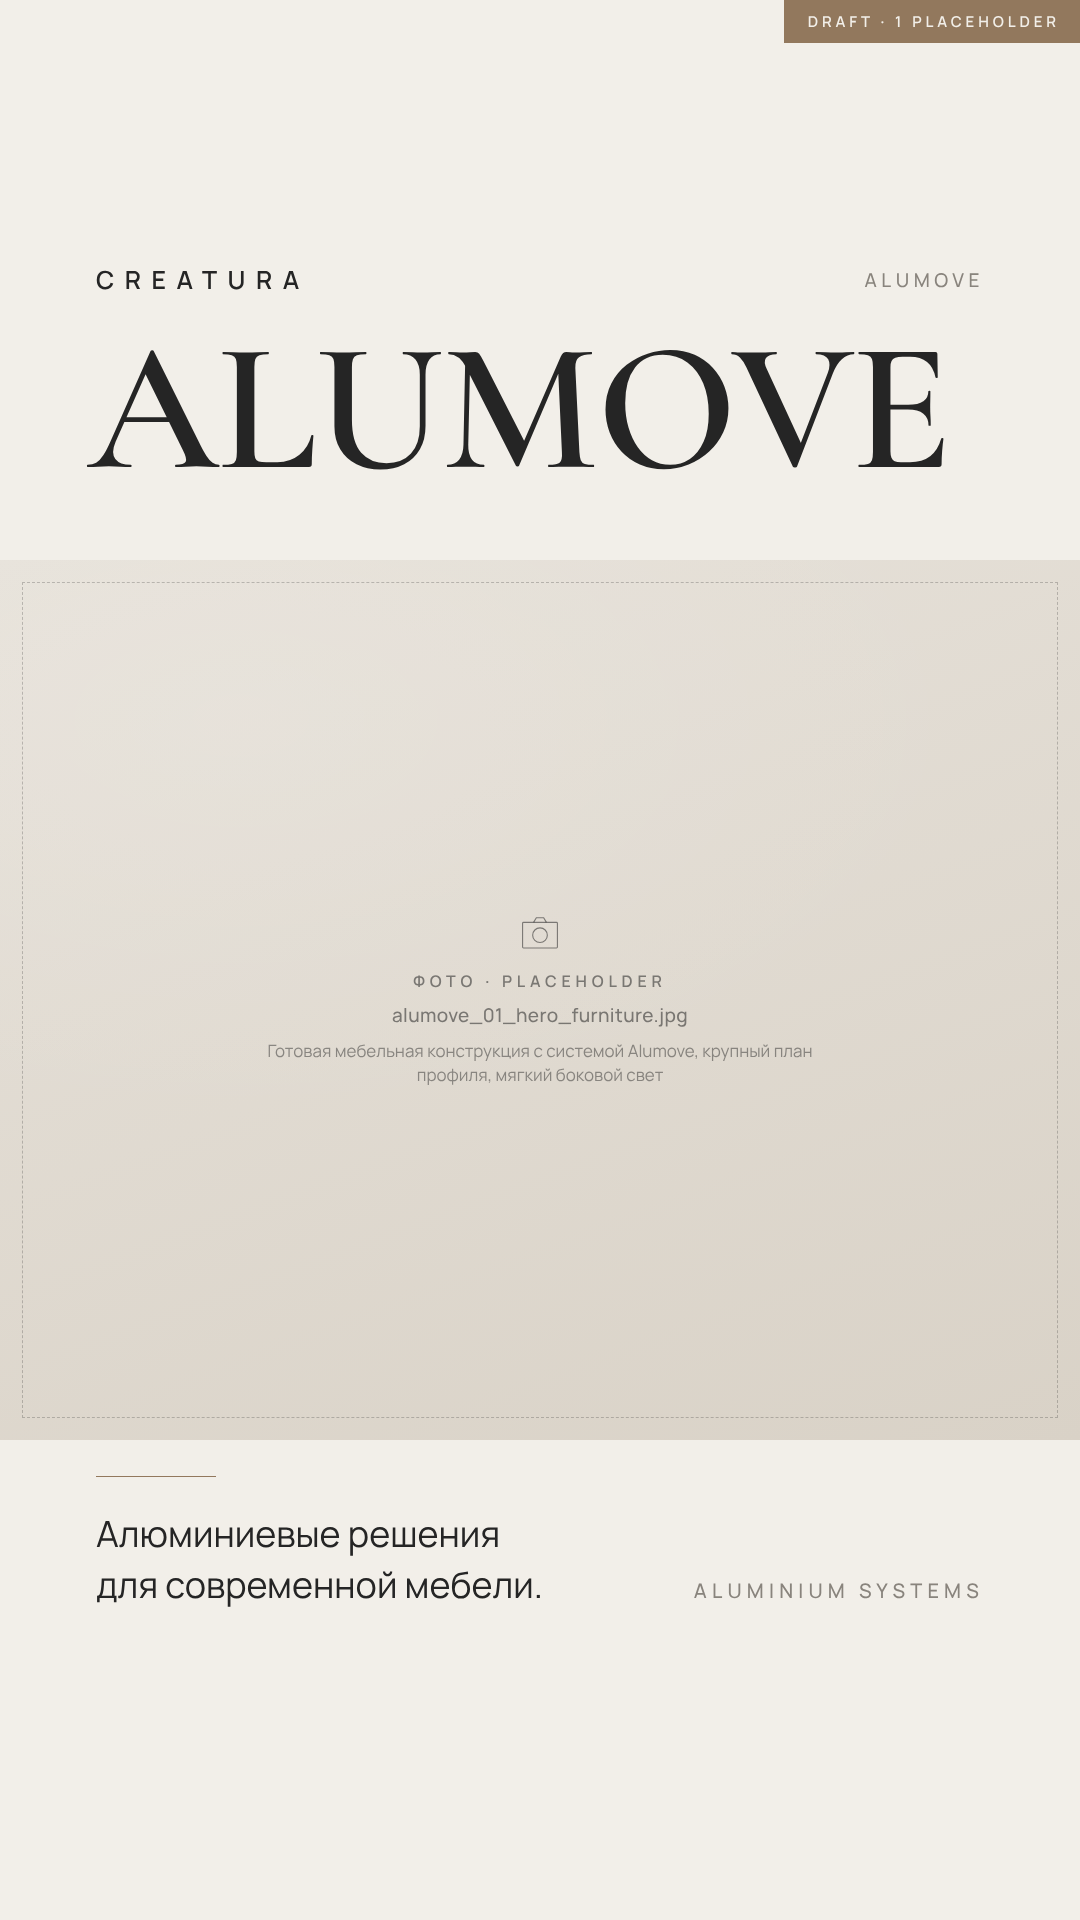 DRAFT · 1 PLACEHOLDER
CREATURA
ALUMOVE
ALUMOVE
ФОТО · PLACEHOLDER
alumove_01_hero_furniture.jpg
Готовая мебельная конструкция с системой Alumove, крупный план
профиля, мягкий боковой свет
Алюминиевые решения
для современной мебели.
ALUMINIUM SYSTEMS